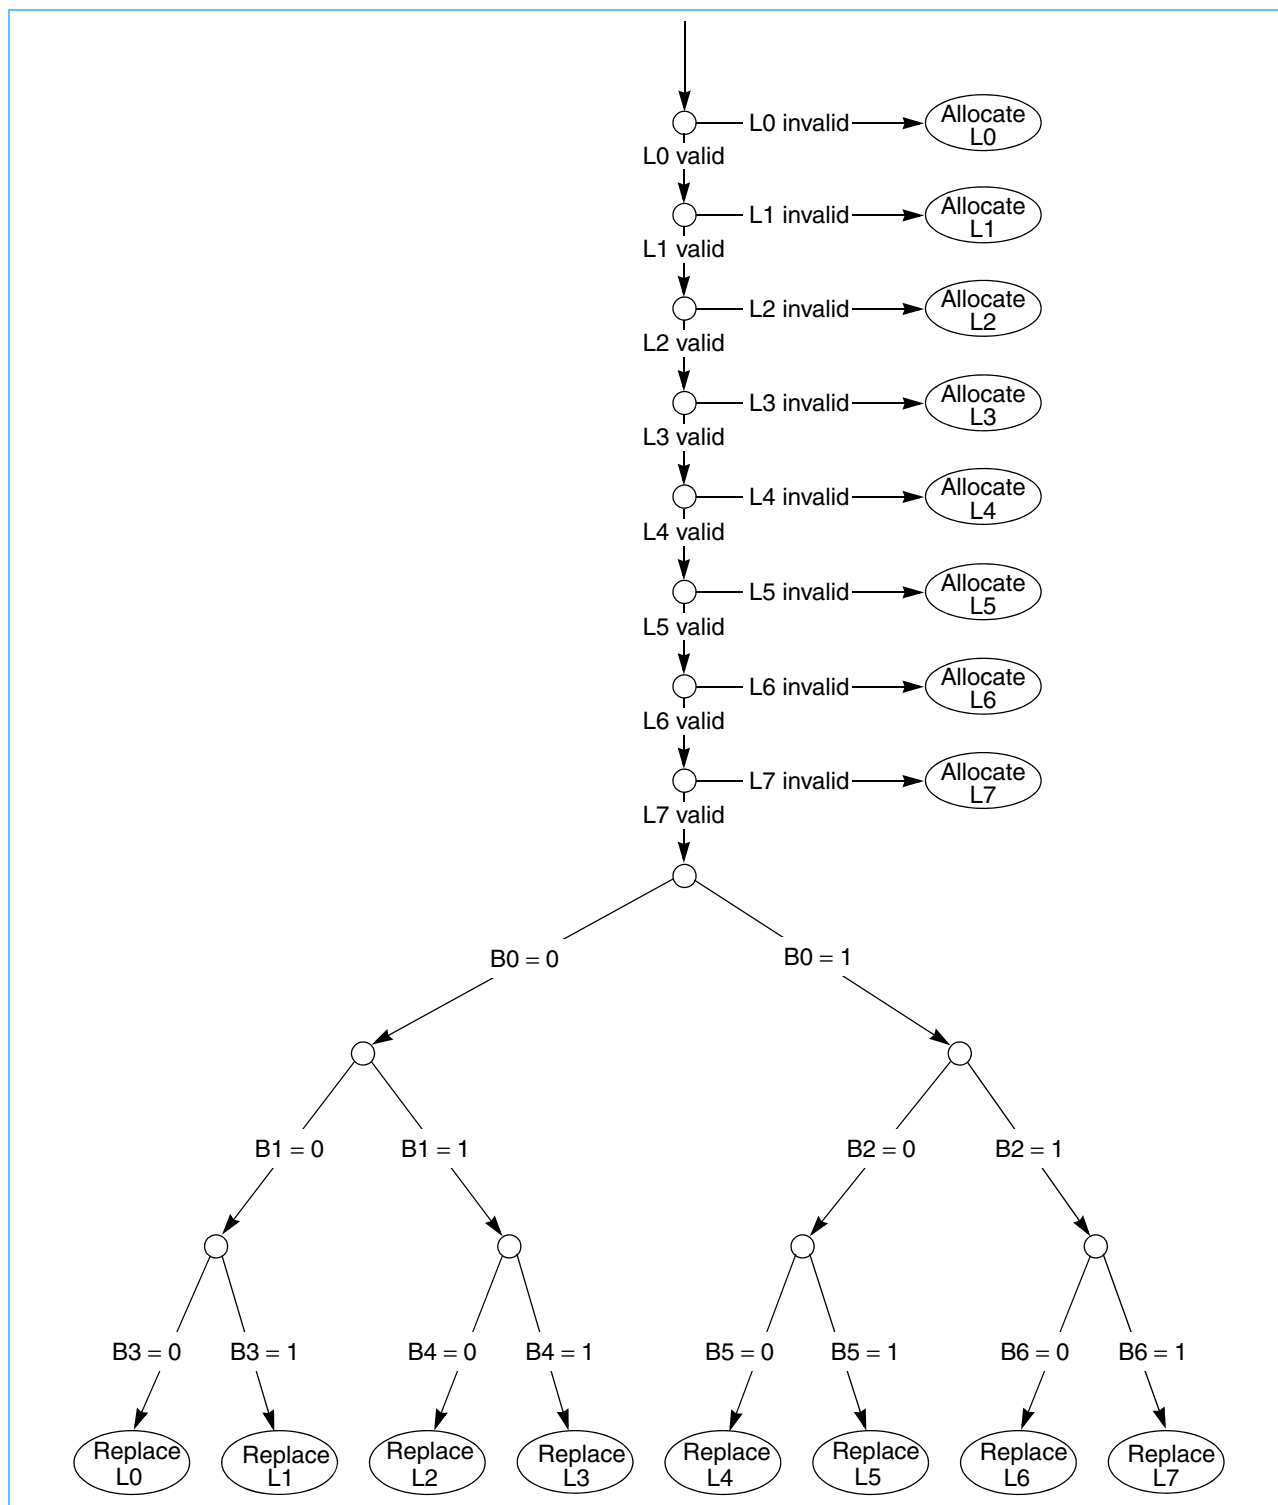 L0 invalid
Allocate
L0
L0 valid
L1 invalid
Allocate
L1
L1 valid
L2 invalid
Allocate
L2
L2 valid
L3 invalid
Allocate
L3
L3 valid
L4 invalid
Allocate
L4
L4 valid
L5 invalid
Allocate
L5
L5 valid
L6 invalid
Allocate
L6
L6 valid
L7 invalid
Allocate
L7
L7 valid
B0 = 0
B0 = 1
B1 = 0
B1 = 1
B2 = 0
B2 = 1
B3 = 0
B3 = 1
B4 = 0
B4 = 1
B5 = 0
B5 = 1
B6 = 0
B6 = 1
Replace
L0
Replace
L1
Replace
L2
Replace
L3
Replace
L4
Replace
L5
Replace
L6
Replace
L7